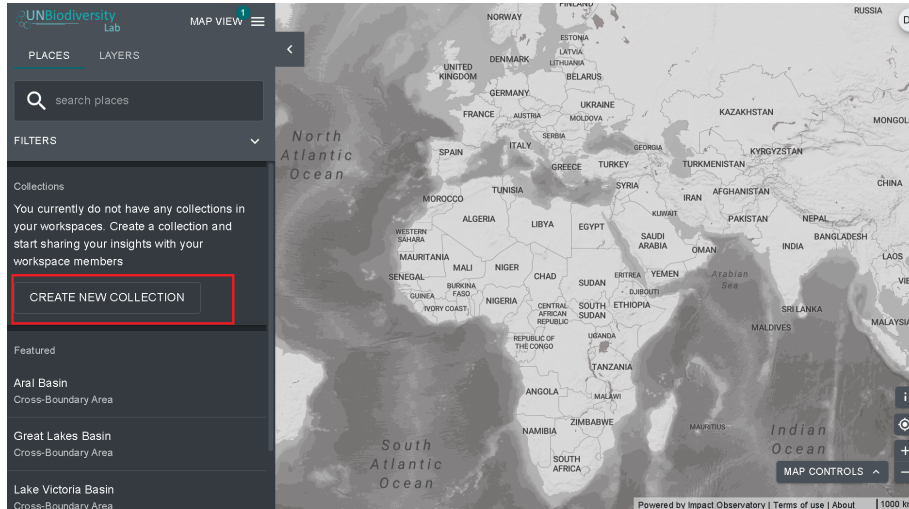 UNBiodiversity
Lab
MAP VIEW
1
PLACES
LAYERS
search places
FILTERS
Collections
You currently do not have any collections in
your workspaces. Create a collection and
start sharing your insights with your
workspace members
CREATE NEW COLLECTION
Featured
Aral Basin
Cross-Boundary Area
Great Lakes Basin
Cross-Boundary Area
Lake Victoria Basin
Cross-Boundary Area
FINLAND
RUSSIA
NORWAY
ESTONIA
LATVIA
LITHUANIA
DENMARK
UNITED
KINGDOM
BELARUS
GERMANY
UKRAINE
KAZAKHSTAN
FRANCE
AUSTRIA
MOLDOVA
MONGOL
North
Atlantic
Ocean
SERBIA
ITALY
GEORGIA
KYRGYZSTAN
SPAIN
GREECE
TURKEY
TURKMENISTAN
CHINA
SYRIA
TUNISIA
IRAN
AFGHANISTAN
MOROCCO
KUWAIT
PAKISTAN
NEPAL
ALGERIA
LIBYA
EGYPT
WESTERN
SAHARA
SAUDI
ARABIA
OMAN
INDIA
BANGLADESH
MAURITANIA
LAOS
MALI
NIGER
CHAD
SUDAN
ERITREA
YEMEN
Arabian
Sea
SENEGAL
BURKINA
FASO
GUINEA
DJIBOUTI
VIE
NIGERIA
IVORY COAST
CENTRAL
AFRICAN
REPUBLIC
SOUTH
SUDAN
ETHIOPIA
SRI LANKA
MALDIVES
MALAYSIA
REPUBLIC OF
THE CONGO
UGANDA
TANZANIA
ANGOLA
MALAWI
ZIMBABWE
NAMIBIA
MAURITIUS
Indian
Ocean
South
Atlantic
Ocean
SOUTH
AFRICA
D
i
+
−
MAP CONTROLS
Powered by Impact Observatory | Terms of use | About
1000 km